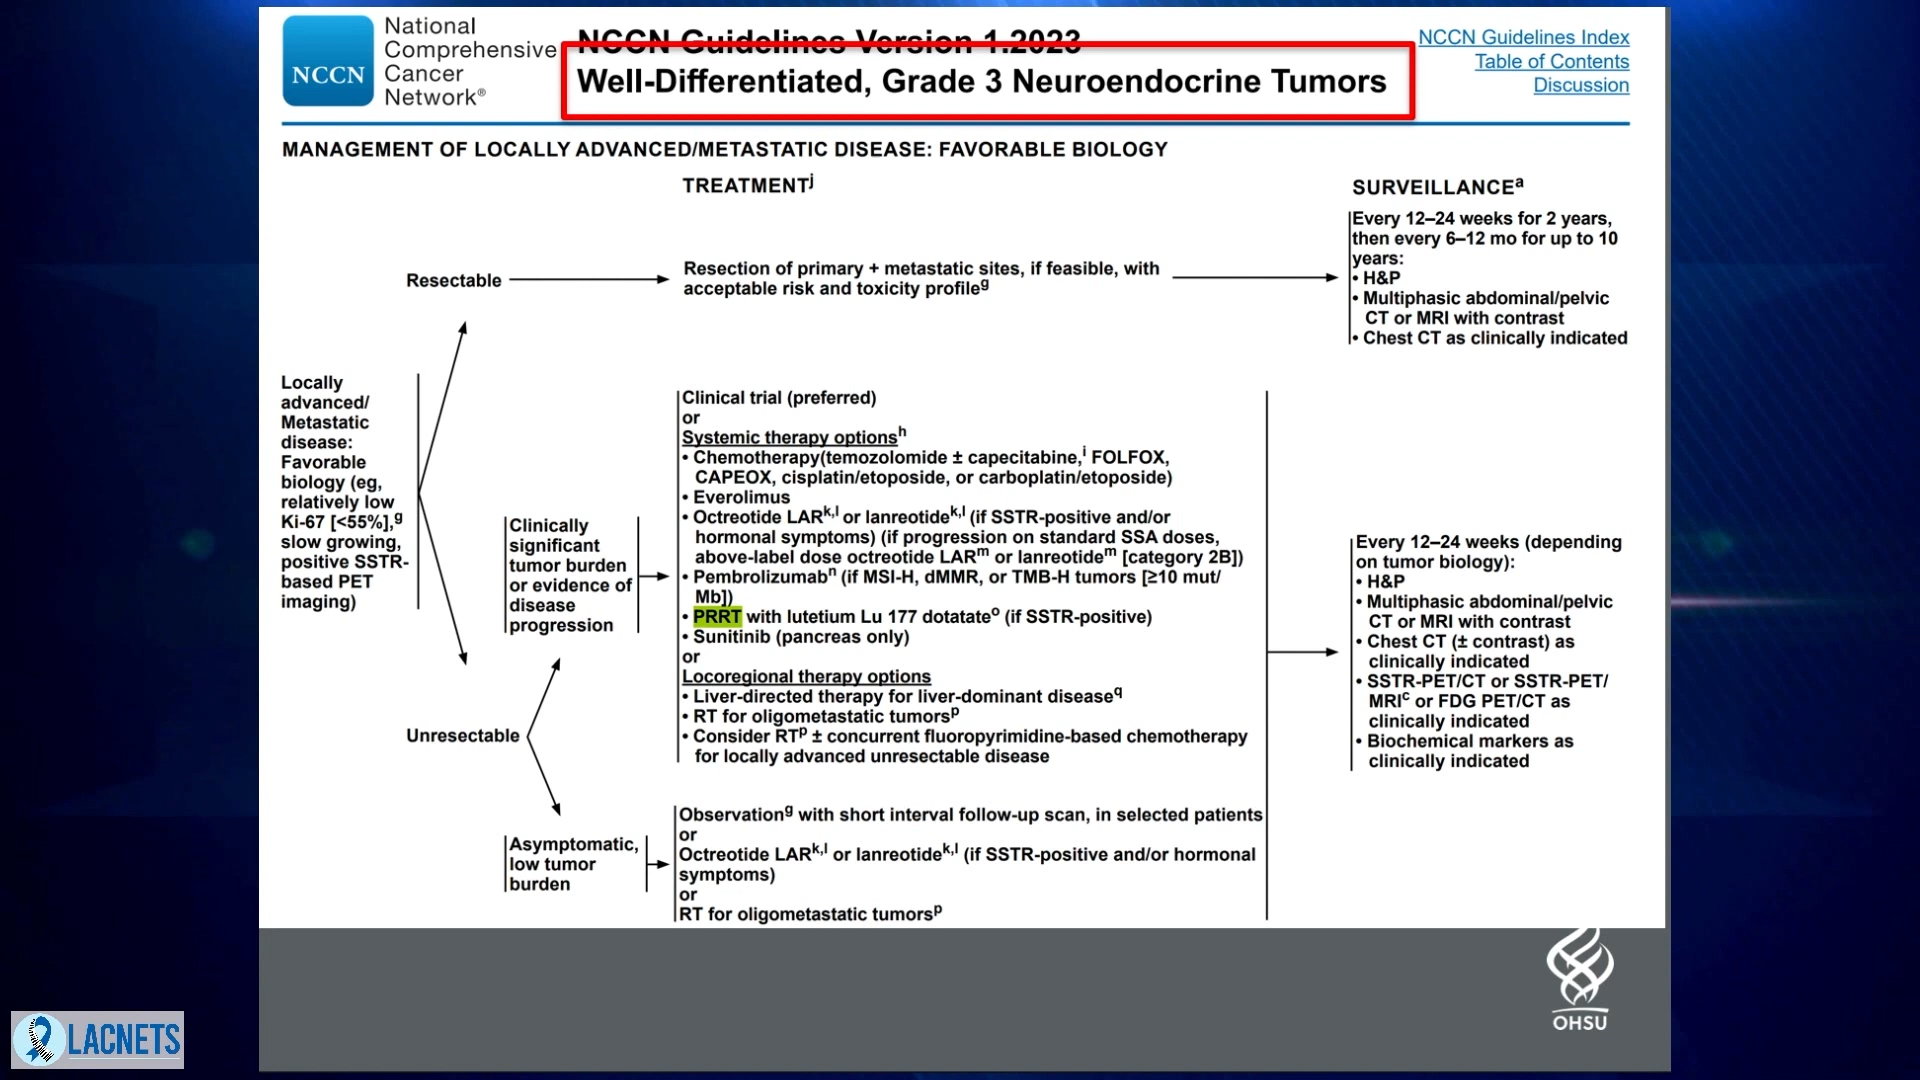 National
Comprehensive
Cancer
Network®
NCCN
NCCN Guidelines Version 1.2023
Well-Differentiated, Grade 3 Neuroendocrine Tumors
NCCN Guidelines Index
Table of Contents
Discussion
MANAGEMENT OF LOCALLY ADVANCED/METASTATIC DISEASE: FAVORABLE BIOLOGY
TREATMENTj
SURVEILLANCEa
Locally
advanced/
Metastatic
disease:
Favorable
biology (eg,
relatively low
Ki-67 [<55%],g
slow growing,
positive SSTR-
based PET
imaging)
Resectable
Resection of primary + metastatic sites, if feasible, with
acceptable risk and toxicity profileg
Every 12–24 weeks for 2 years,
then every 6–12 mo for up to 10
years:
• H&P
• Multiphasic abdominal/pelvic
CT or MRI with contrast
• Chest CT as clinically indicated
Unresectable
Clinically
significant
tumor burden
or evidence of
disease
progression
Clinical trial (preferred)
or
Systemic therapy optionsh
• Chemotherapy(temozolomide ± capecitabine,i FOLFOX,
CAPEOX, cisplatin/etoposide, or carboplatin/etoposide)
• Everolimus
• Octreotide LARk,l or lanreotidek,l (if SSTR-positive and/or
hormonal symptoms) (if progression on standard SSA doses,
above-label dose octreotide LARm or lanreotidem [category 2B])
• Pembrolizumabn (if MSI-H, dMMR, or TMB-H tumors [≥10 mut/
Mb])
• PRRT with lutetium Lu 177 dotatateo (if SSTR-positive)
• Sunitinib (pancreas only)
or
Locoregional therapy options
• Liver-directed therapy for liver-dominant diseaseq
• RT for oligometastatic tumorsp
• Consider RTp ± concurrent fluoropyrimidine-based chemotherapy
for locally advanced unresectable disease
Asymptomatic,
low tumor
burden
Observationg with short interval follow-up scan, in selected patients
or
Octreotide LARk,l or lanreotidek,l (if SSTR-positive and/or hormonal
symptoms)
or
RT for oligometastatic tumorsp
Every 12–24 weeks (depending
on tumor biology):
• H&P
• Multiphasic abdominal/pelvic
CT or MRI with contrast
• Chest CT (± contrast) as
clinically indicated
• SSTR-PET/CT or SSTR-PET/
MRIc or FDG PET/CT as
clinically indicated
• Biochemical markers as
clinically indicated
OHSU
LACNETS